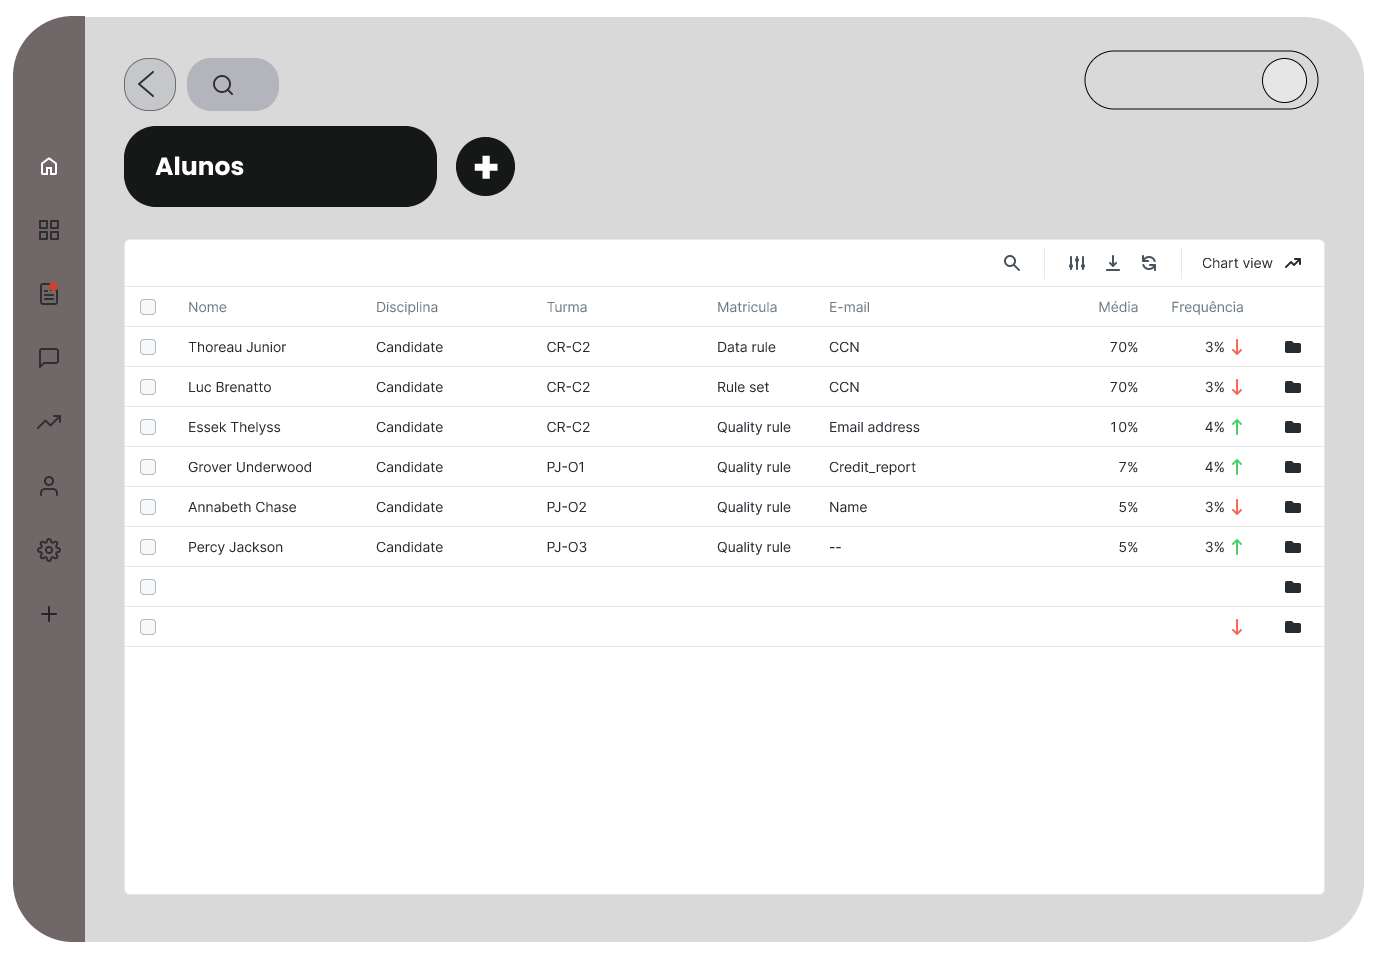 Alunos
Chart view
Nome Disciplina Turma Matricula E-mail Média Frequência
Thoreau Junior Candidate CR-C2 Data rule CCN 70% 3%
Luc Brenatto Candidate CR-C2 Rule set CCN 70% 3%
Essek Thelyss Candidate CR-C2 Quality rule Email address 10% 4%
Grover Underwood Candidate PJ-O1 Quality rule Credit_report 7% 4%
Annabeth Chase Candidate PJ-O2 Quality rule Name 5% 3%
Percy Jackson Candidate PJ-O3 Quality rule -- 5% 3%